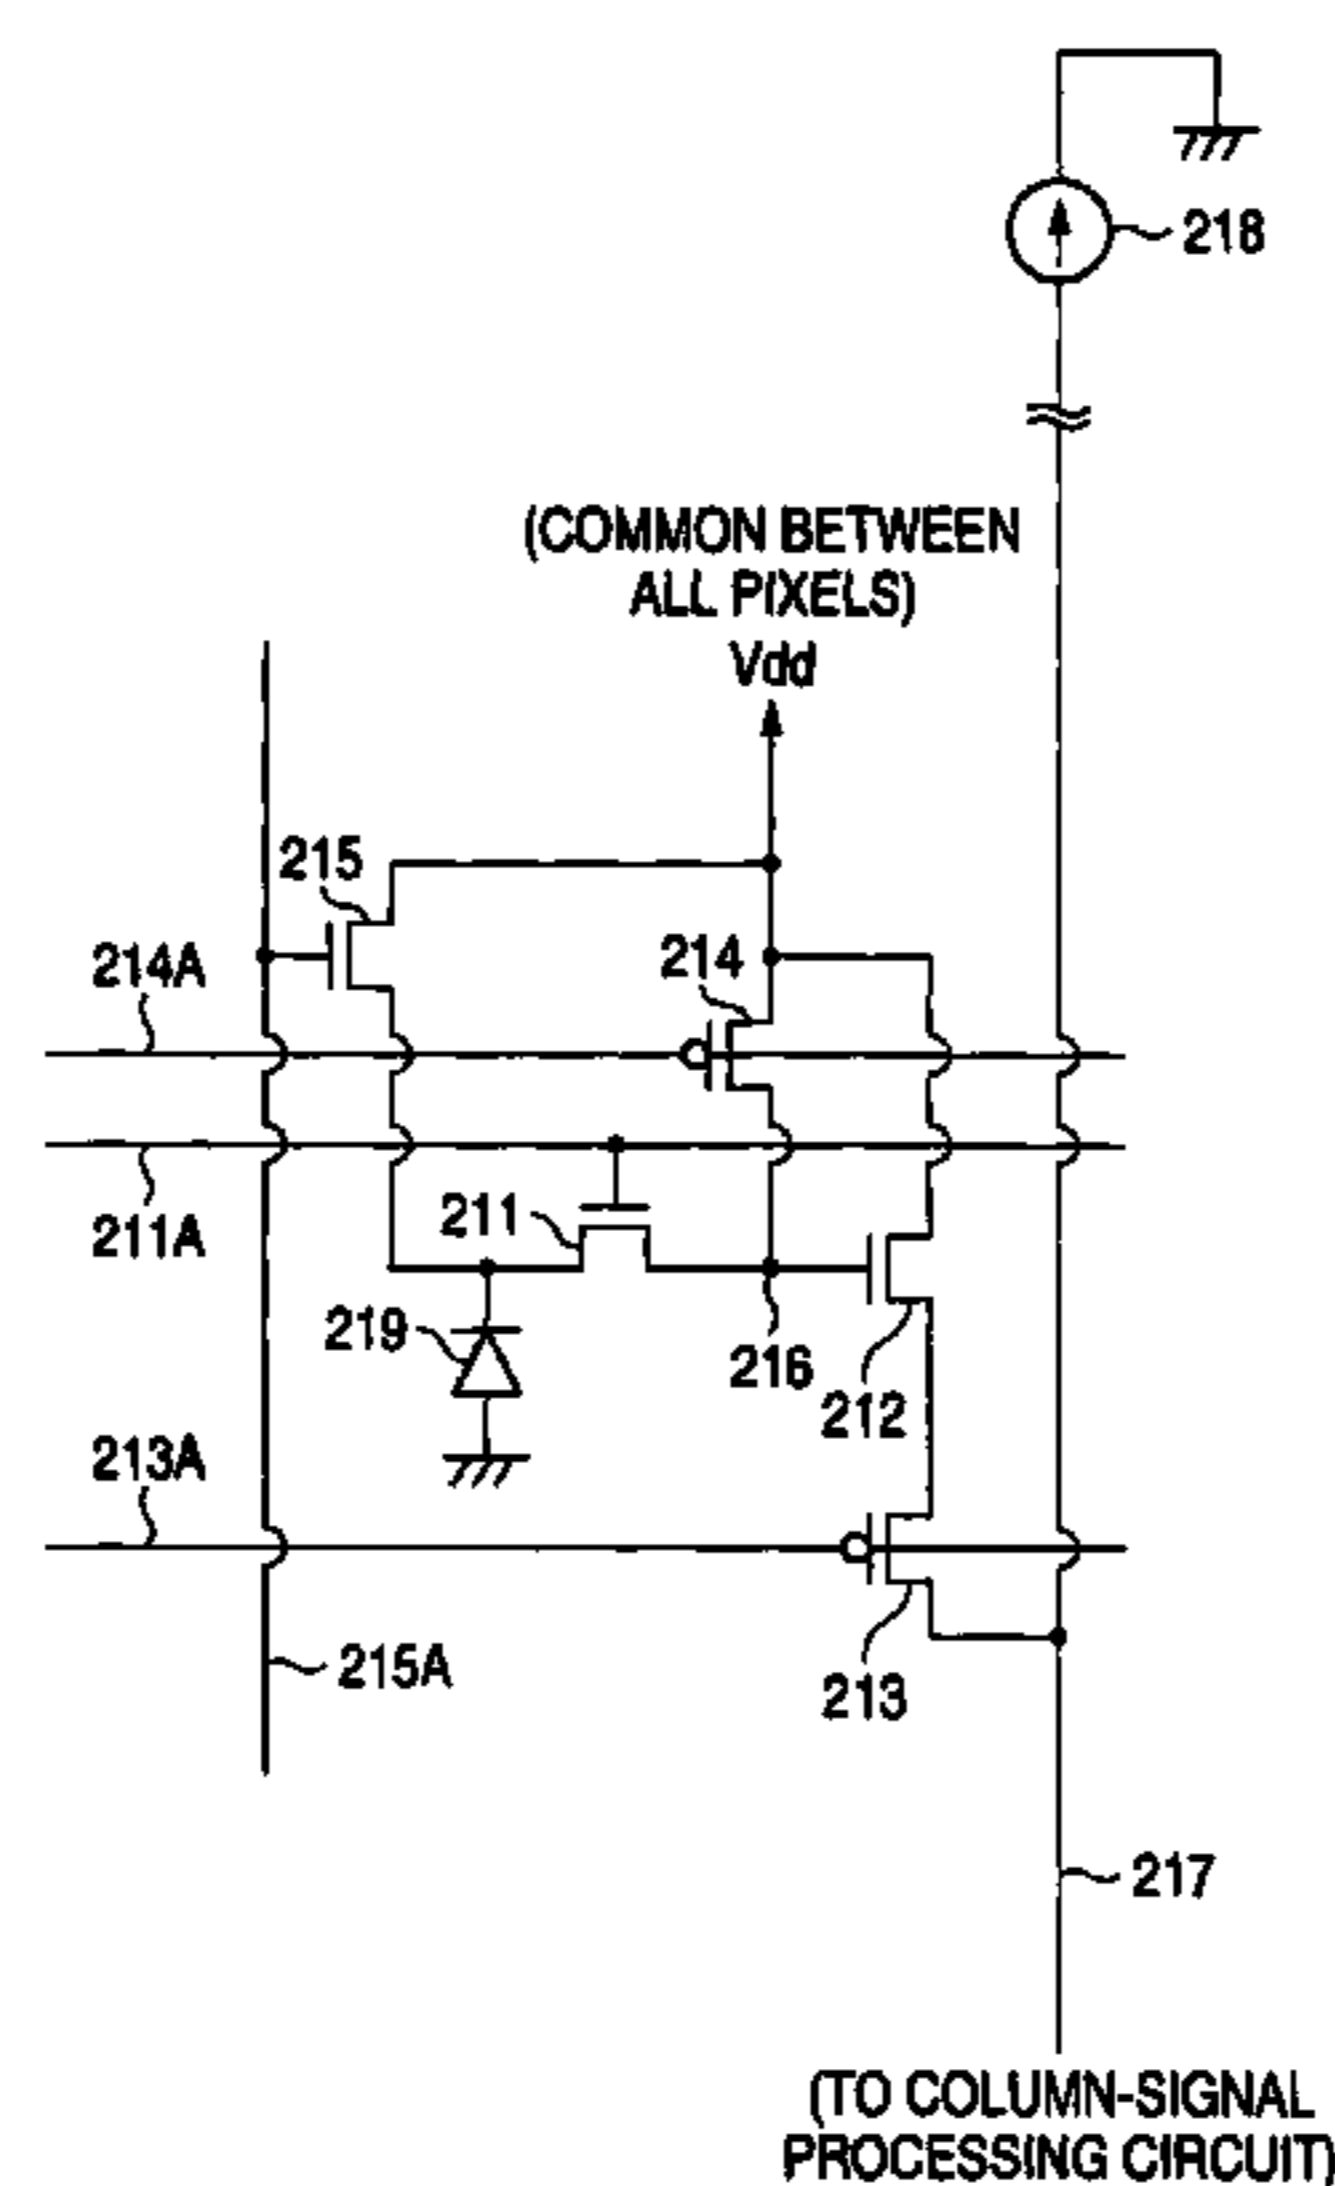 218
(COMMON BETWEEN
ALL PIXELS)
Vdd
215
214A
214
211A
211
219
216
212
213A
215A
213
217
(TO COLUMN-SIGNAL
PROCESSING CIRCUIT)